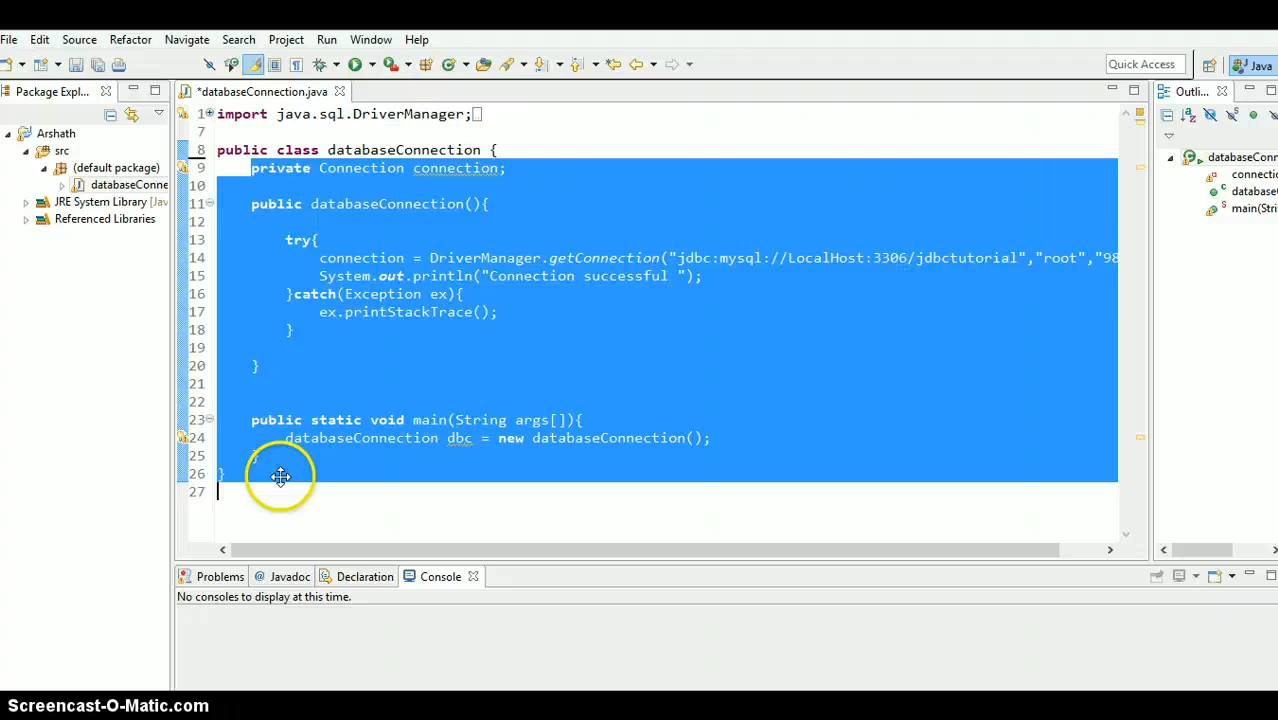 File Edit Source Refactor Navigate Search Project Run Window Help
Quick Access Java
Package Expl... *databaseConnection.java Outli...
Arshath
src
(default package)
databaseConne
JRE System Library [Jav
Referenced Libraries
1 import java.sql.DriverManager;
7
8 public class databaseConnection {
9 private Connection connection;
10
11 public databaseConnection(){
12
13 try{
14 connection = DriverManager.getConnection("jdbc:mysql://LocalHost:3306/jdbctutorial","root","98
15 System.out.println("Connection successful ");
16 }catch(Exception ex){
17 ex.printStackTrace();
18 }
19
20 }
21
22
23 public static void main(String args[]){
24 databaseConnection dbc = new databaseConnection();
25 }
26 }
27
databaseConn
connectio
databas
main(Stri
Problems @ Javadoc Declaration Console
No consoles to display at this time.
Screencast-O-Matic.com